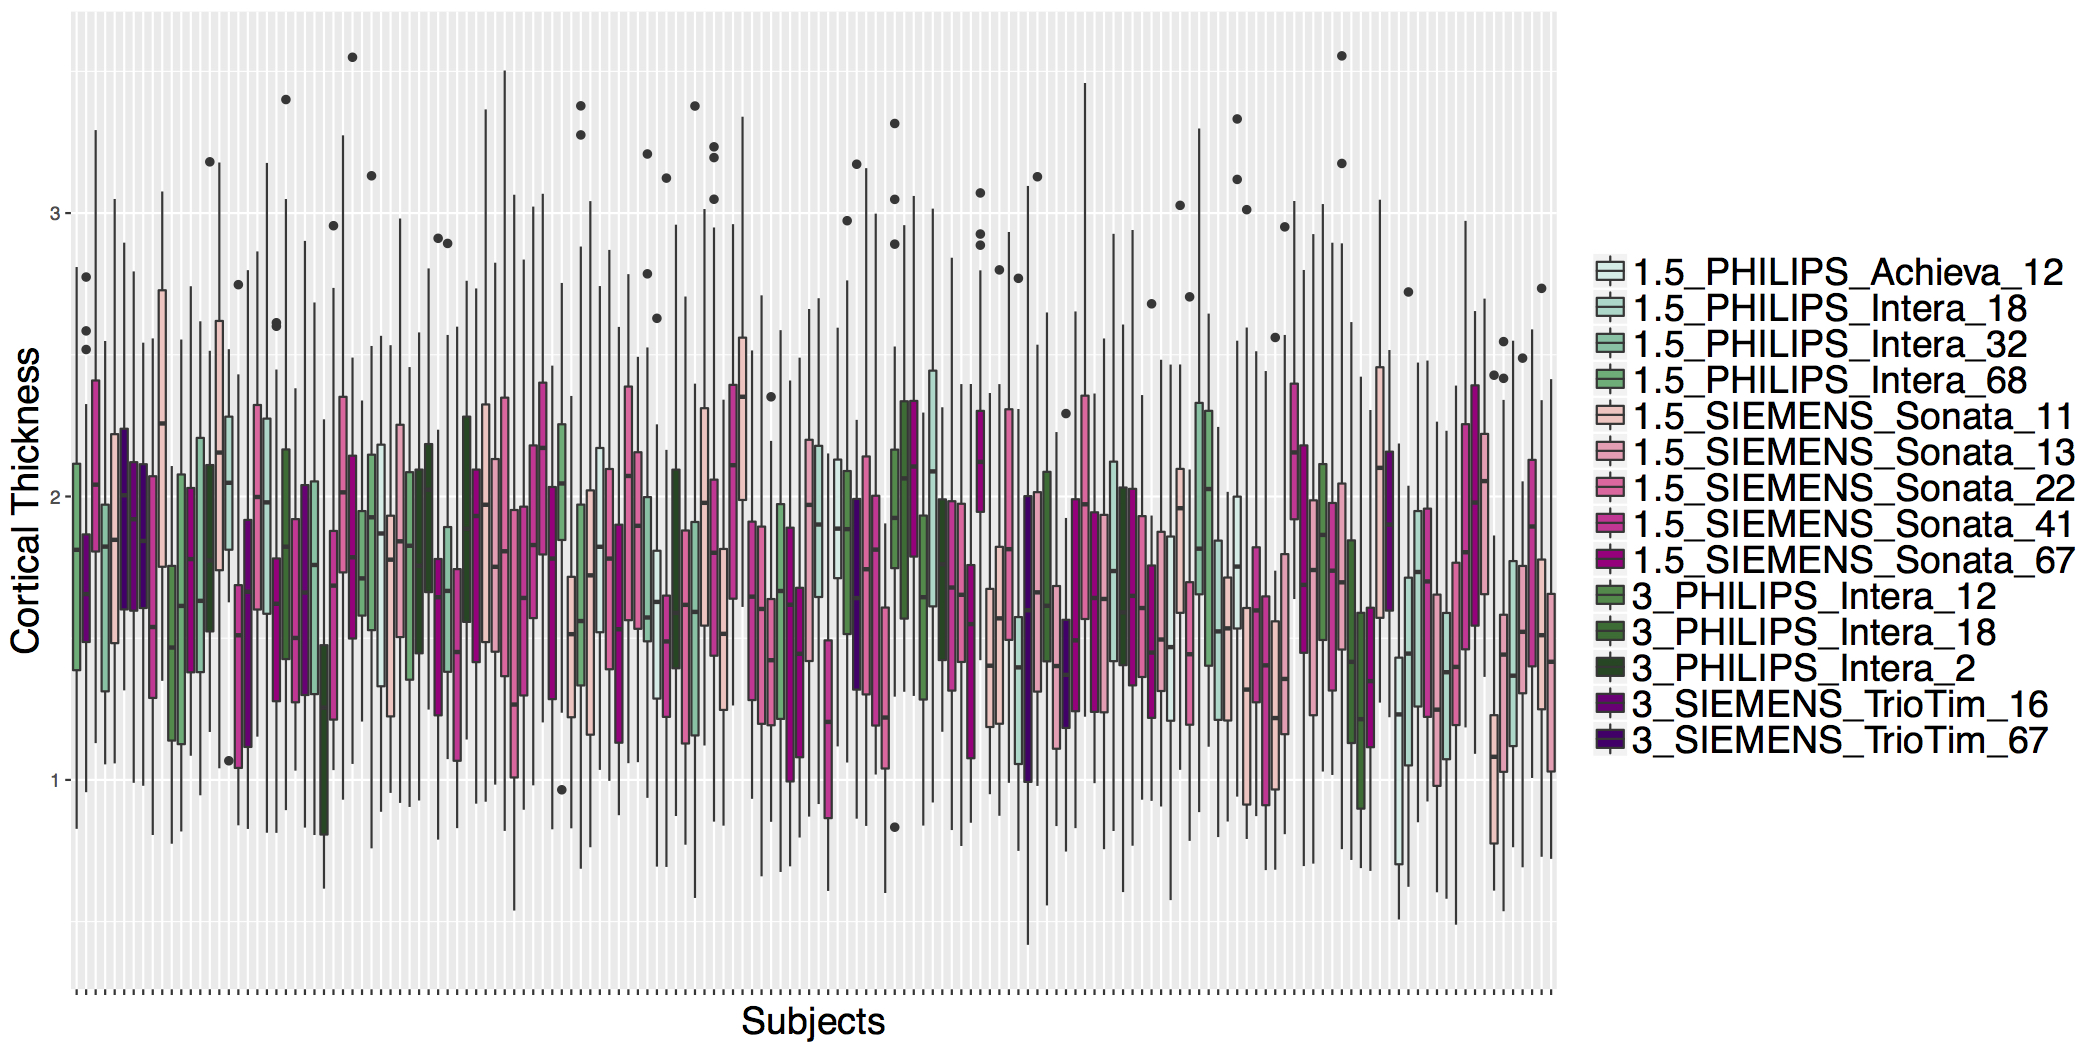 Cortical Thickness
3
2
1
Subjects
1.5_PHILIPS_Achieva_12
1.5_PHILIPS_Intera_18
1.5_PHILIPS_Intera_32
1.5_PHILIPS_Intera_68
1.5_SIEMENS_Sonata_11
1.5_SIEMENS_Sonata_13
1.5_SIEMENS_Sonata_22
1.5_SIEMENS_Sonata_41
1.5_SIEMENS_Sonata_67
3_PHILIPS_Intera_12
3_PHILIPS_Intera_18
3_PHILIPS_Intera_2
3_SIEMENS_TrioTim_16
3_SIEMENS_TrioTim_67